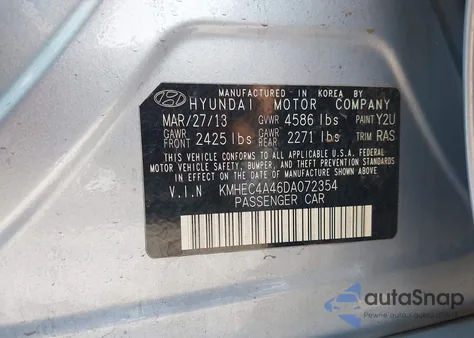 MANUFACTURED IN KOREA BY
HYUNDAI MOTOR COMPANY
MAR/27/13 GVWR 4586 lbs PAINT Y2U
GAWR FRONT 2425 lbs GAWR REAR 2271 lbs TRIM RAS
THIS VEHICLE CONFORMS TO ALL APPLICABLE U.S.A. FEDERAL
MOTOR VEHICLE SAFETY, BUMPER, AND THEFT PREVENTION
STANDARDS IN EFFECT ON THE DATE OF MANUFACTURE SHOWN ABOVE.
V.I.N KMHEC4A46DA072354
PASSENGER CAR
autoSnap
Pewne auto